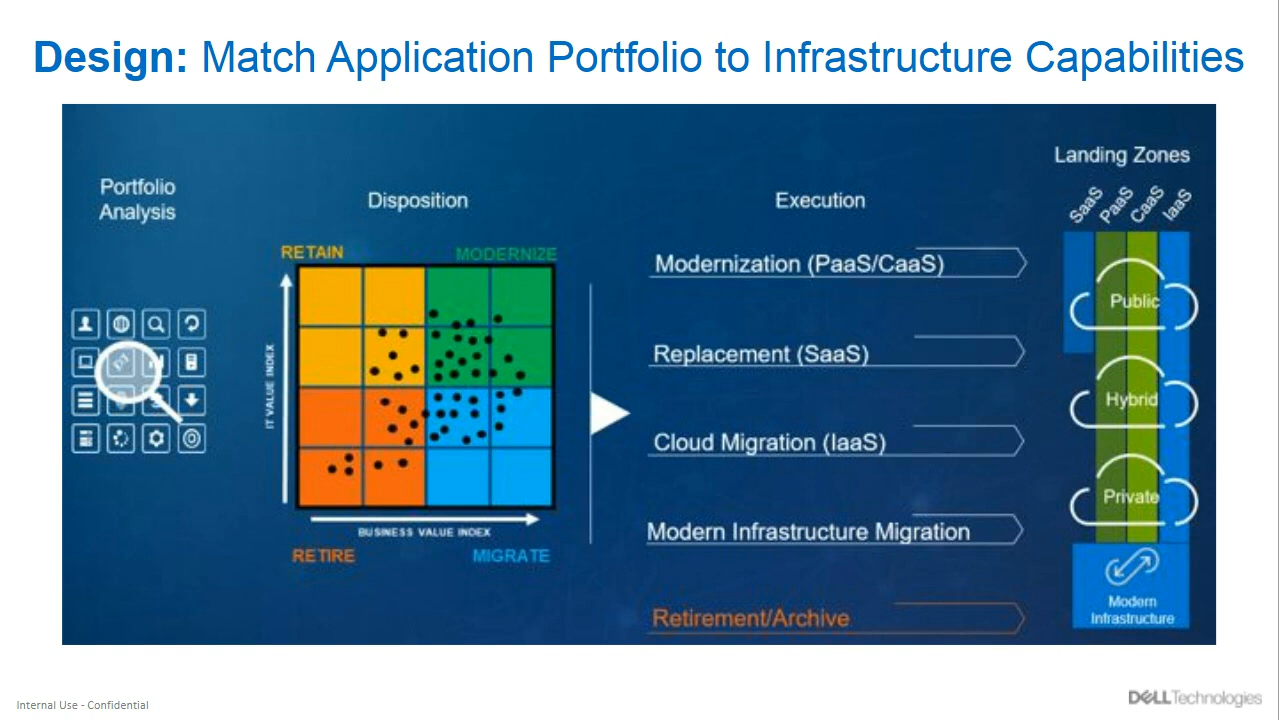 Design: Match Application Portfolio to Infrastructure Capabilities
Portfolio
Analysis
Disposition
RETAIN
MODERNIZE
IT VALUE INDEX
BUSINESS VALUE INDEX
RETIRE
MIGRATE
Execution
Modernization (PaaS/CaaS)
Replacement (SaaS)
Cloud Migration (IaaS)
Modern Infrastructure Migration
Retirement/Archive
Landing Zones
SaaS
PaaS
CaaS
IaaS
Public
Hybrid
Private
Modern
Infrastructure
Internal Use - Confidential
DELLTechnologies